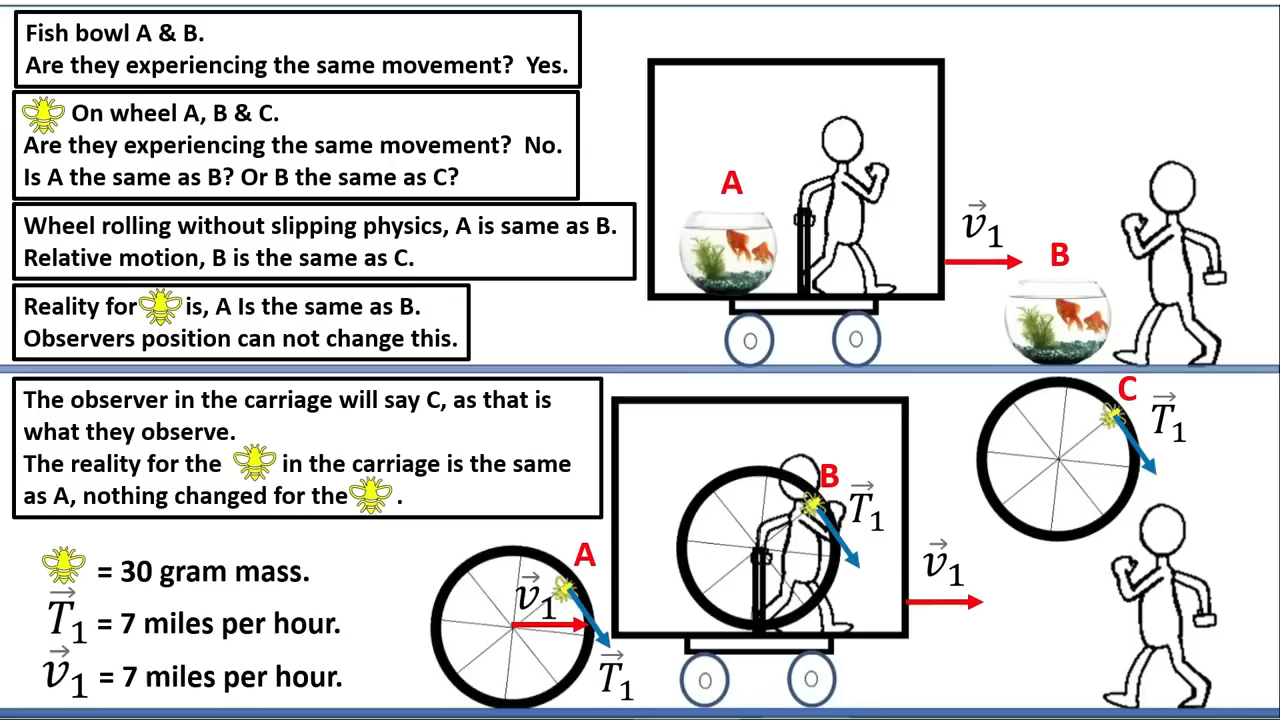 Fish bowl A & B.
Are they experiencing the same movement? Yes.
On wheel A, B & C.
Are they experiencing the same movement? No.
Is A the same as B? Or B the same as C?
Wheel rolling without slipping physics, A is same as B.
Relative motion, B is the same as C.
Reality for is, A Is the same as B.
Observers position can not change this.
A
v⃗₁
B
The observer in the carriage will say C, as that is
what they observe.
The reality for the in the carriage is the same
as A, nothing changed for the .
= 30 gram mass.
T⃗₁ = 7 miles per hour.
v⃗₁ = 7 miles per hour.
A
v⃗₁
T⃗₁
B
T⃗₁
v⃗₁
C
T⃗₁